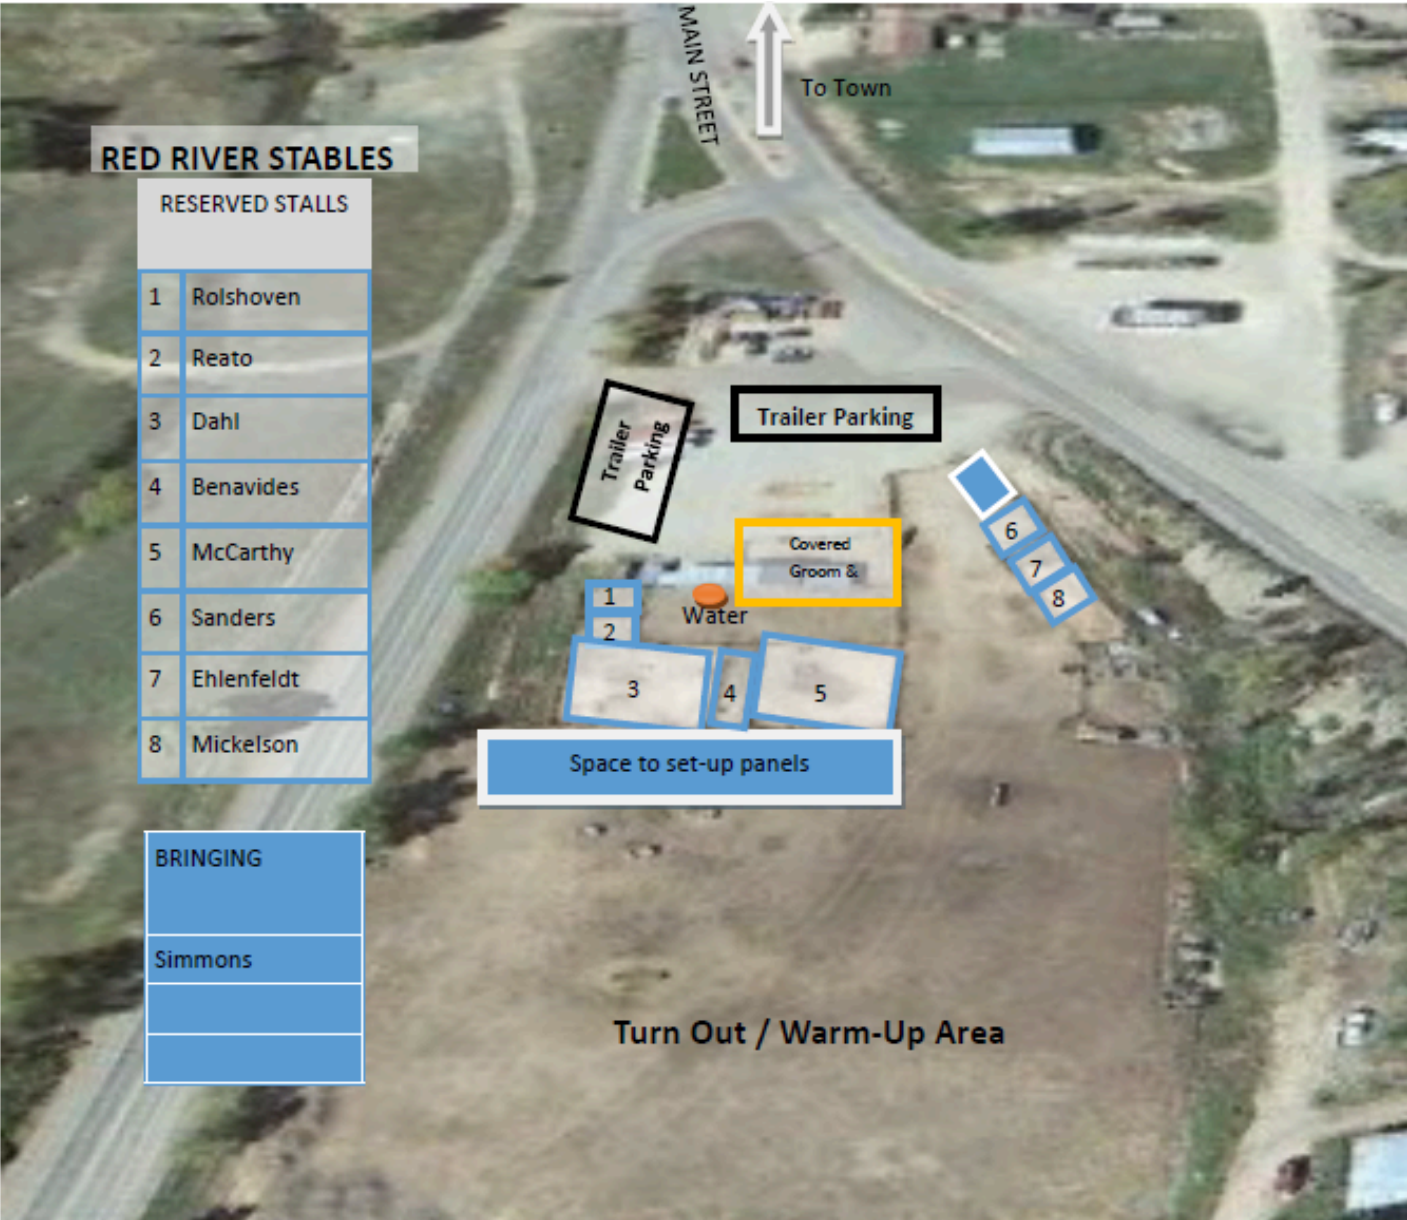 MAIN STREET
To Town
RED RIVER STABLES
RESERVED STALLS
1 Rolshoven
2 Reato
3 Dahl
4 Benavides
5 McCarthy
6 Sanders
7 Ehlenfeldt
8 Mickelson
BRINGING
Simmons
Trailer
Parking
Trailer Parking
Covered
Groom &
Water
1
2
3
4
5
6
7
8
Space to set-up panels
Turn Out / Warm-Up Area